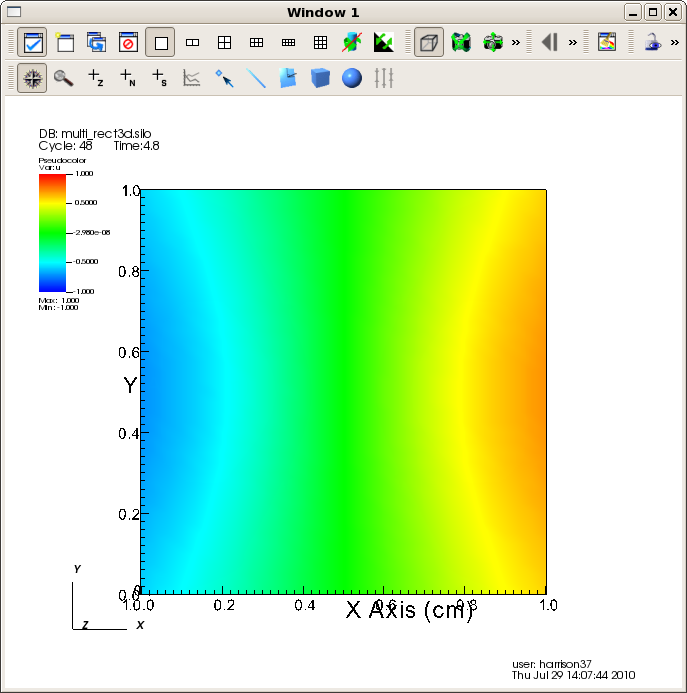 Window 1
» » »
Z N S
DB: multi_rect3d.silo
Cycle: 48 Time:4.8
Pseudocolor
Var: u
1.000
0.5000
-2.980e-08
-0.5000
-1.000
Max: 1.000
Min: -1.000
1.0
0.8
0.6
Y
0.4
0.2
0.0
0.2 0.4 0.6 0.8 1.0
X Axis (cm)
Y
Z X
user: harrison37
Thu Jul 29 14:07:44 2010